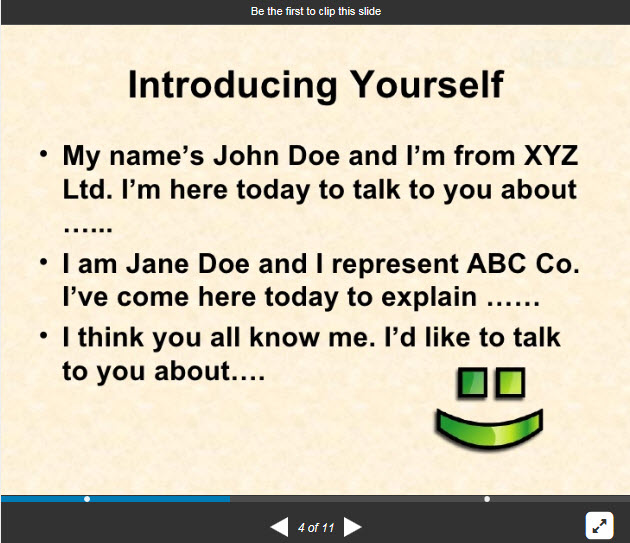 Be the first to clip this slide
Introducing Yourself
• My name's John Doe and I'm from XYZ
Ltd. I'm here today to talk to you about
…...
• I am Jane Doe and I represent ABC Co.
I've come here today to explain ……
• I think you all know me. I'd like to talk
to you about….
4 of 11